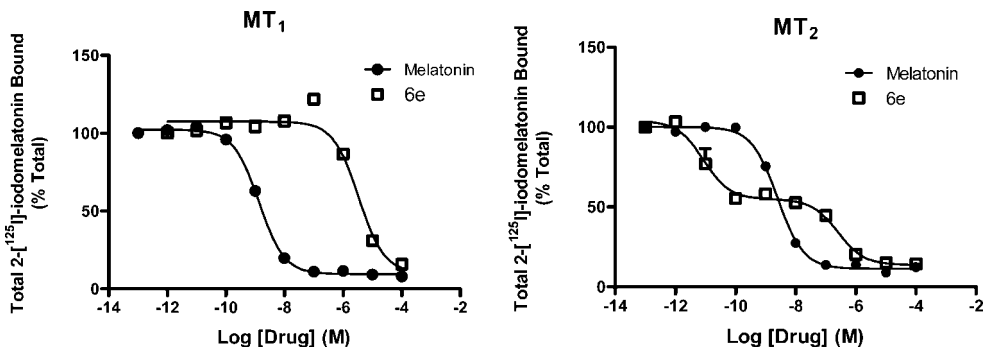 MT₁
Total 2-[¹²⁵I]-iodomelatonin Bound
(% Total)
150
100
50
0
-14
-12
-10
-8
-6
-4
-2
Log [Drug] (M)
Melatonin
6e
MT₂
Total 2-[¹²⁵I]-iodomelatonin Bound
(% Total)
150
100
50
0
-14
-12
-10
-8
-6
-4
-2
Log [Drug] (M)
Melatonin
6e